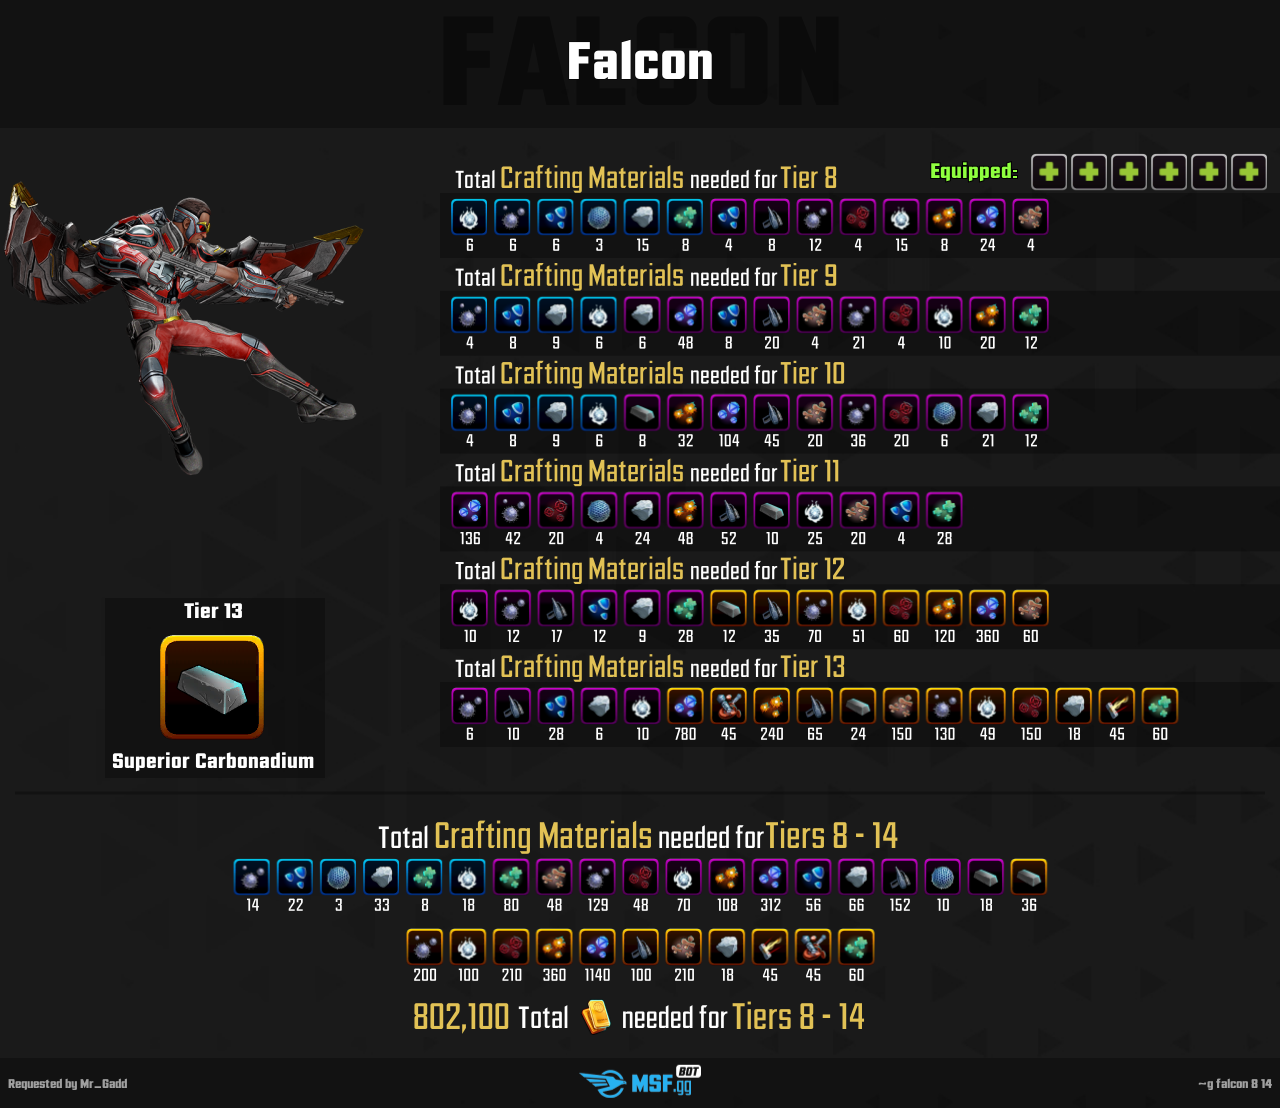 FALCON
Falcon
Equipped:
Total Crafting Materials needed for Tier 8
6 6 6 3 15 8 4 8 12 4 15 8 24 4
Total Crafting Materials needed for Tier 9
4 8 9 6 6 48 8 20 4 21 4 10 20 12
Total Crafting Materials needed for Tier 10
4 8 9 6 8 32 104 45 20 36 20 6 21 12
Total Crafting Materials needed for Tier 11
136 42 20 4 24 48 52 10 25 20 4 28
Total Crafting Materials needed for Tier 12
10 12 17 12 9 28 12 35 70 51 60 120 360 60
Total Crafting Materials needed for Tier 13
6 10 28 6 10 780 45 240 65 24 150 130 49 150 18 45 60
Tier 13
Superior Carbonadium
Total Crafting Materials needed for Tiers 8 - 14
14 22 3 33 8 18 80 48 129 48 70 108 312 56 66 152 10 18 36
200 100 210 360 1140 100 210 18 45 45 60
802,100 Total needed for Tiers 8 - 14
Requested by Mr_Gadd
MSF.gg BOT
~g falcon 8 14